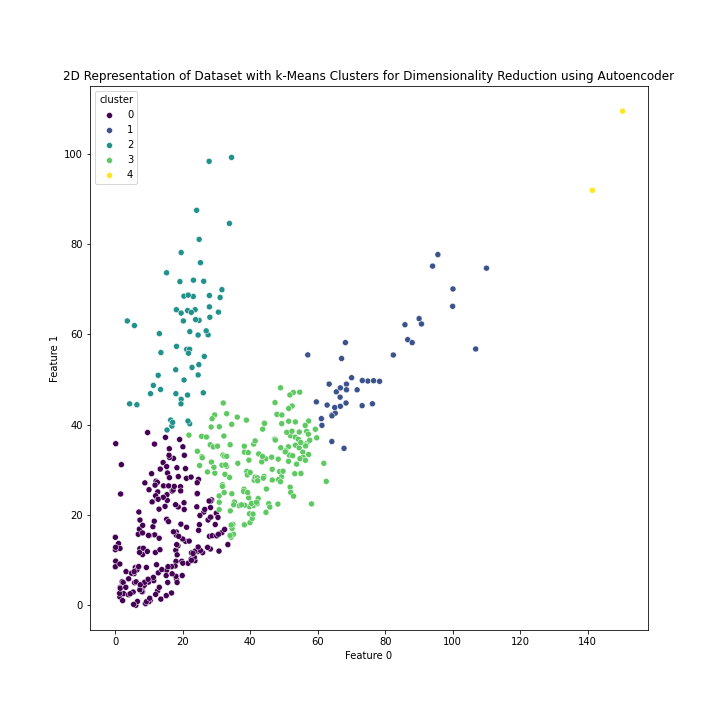 2D Representation of Dataset with k-Means Clusters for Dimensionality Reduction using Autoencoder
cluster
0
1
2
3
4
100
80
60
40
20
0
Feature 1
0 20 40 60 80 100 120 140
Feature 0